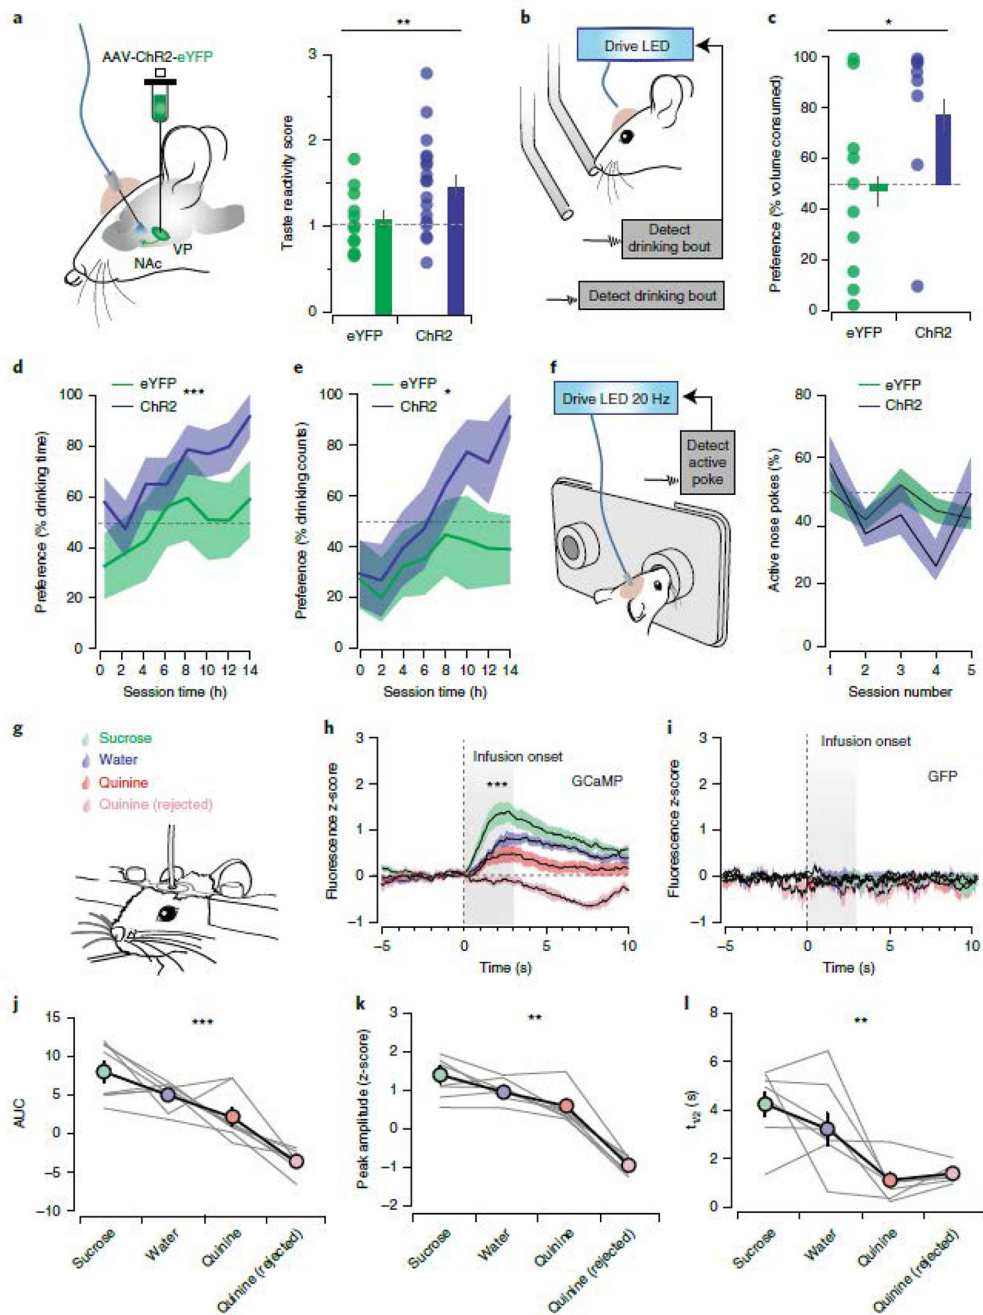 a
AAV-ChR2-eYFP
VP
NAc
**
Taste reactivity score
3
2
1
0
eYFP
ChR2
b
Drive LED
Detect
drinking bout
Detect drinking bout
c
*
Preference (% volume consumed)
100
80
60
40
20
0
eYFP
ChR2
d
eYFP
ChR2
***
Preference (% drinking time)
100
80
60
40
20
0
0 2 4 6 8 10 12 14
Session time (h)
e
eYFP
ChR2
*
Preference (% drinking counts)
100
80
60
40
20
0
0 2 4 6 8 10 12 14
Session time (h)
f
Drive LED 20 Hz
Detect
active
poke
eYFP
ChR2
Active nose pokes (%)
80
60
40
20
0
1 2 3 4 5
Session number
g
Sucrose
Water
Quinine
Quinine (rejected)
h
Infusion onset
GCaMP
***
Fluorescence z-score
3
2
1
0
−1
−5 0 5 10
Time (s)
i
Infusion onset
GFP
Fluorescence z-score
3
2
1
0
−1
−5 0 5 10
Time (s)
j
***
AUC
15
10
5
0
−5
−10
Sucrose
Water
Quinine
Quinine (rejected)
k
**
Peak amplitude (z-score)
3
2
1
0
−1
−2
Sucrose
Water
Quinine
Quinine (rejected)
l
**
t1/2 (s)
8
6
4
2
0
Sucrose
Water
Quinine
Quinine (rejected)